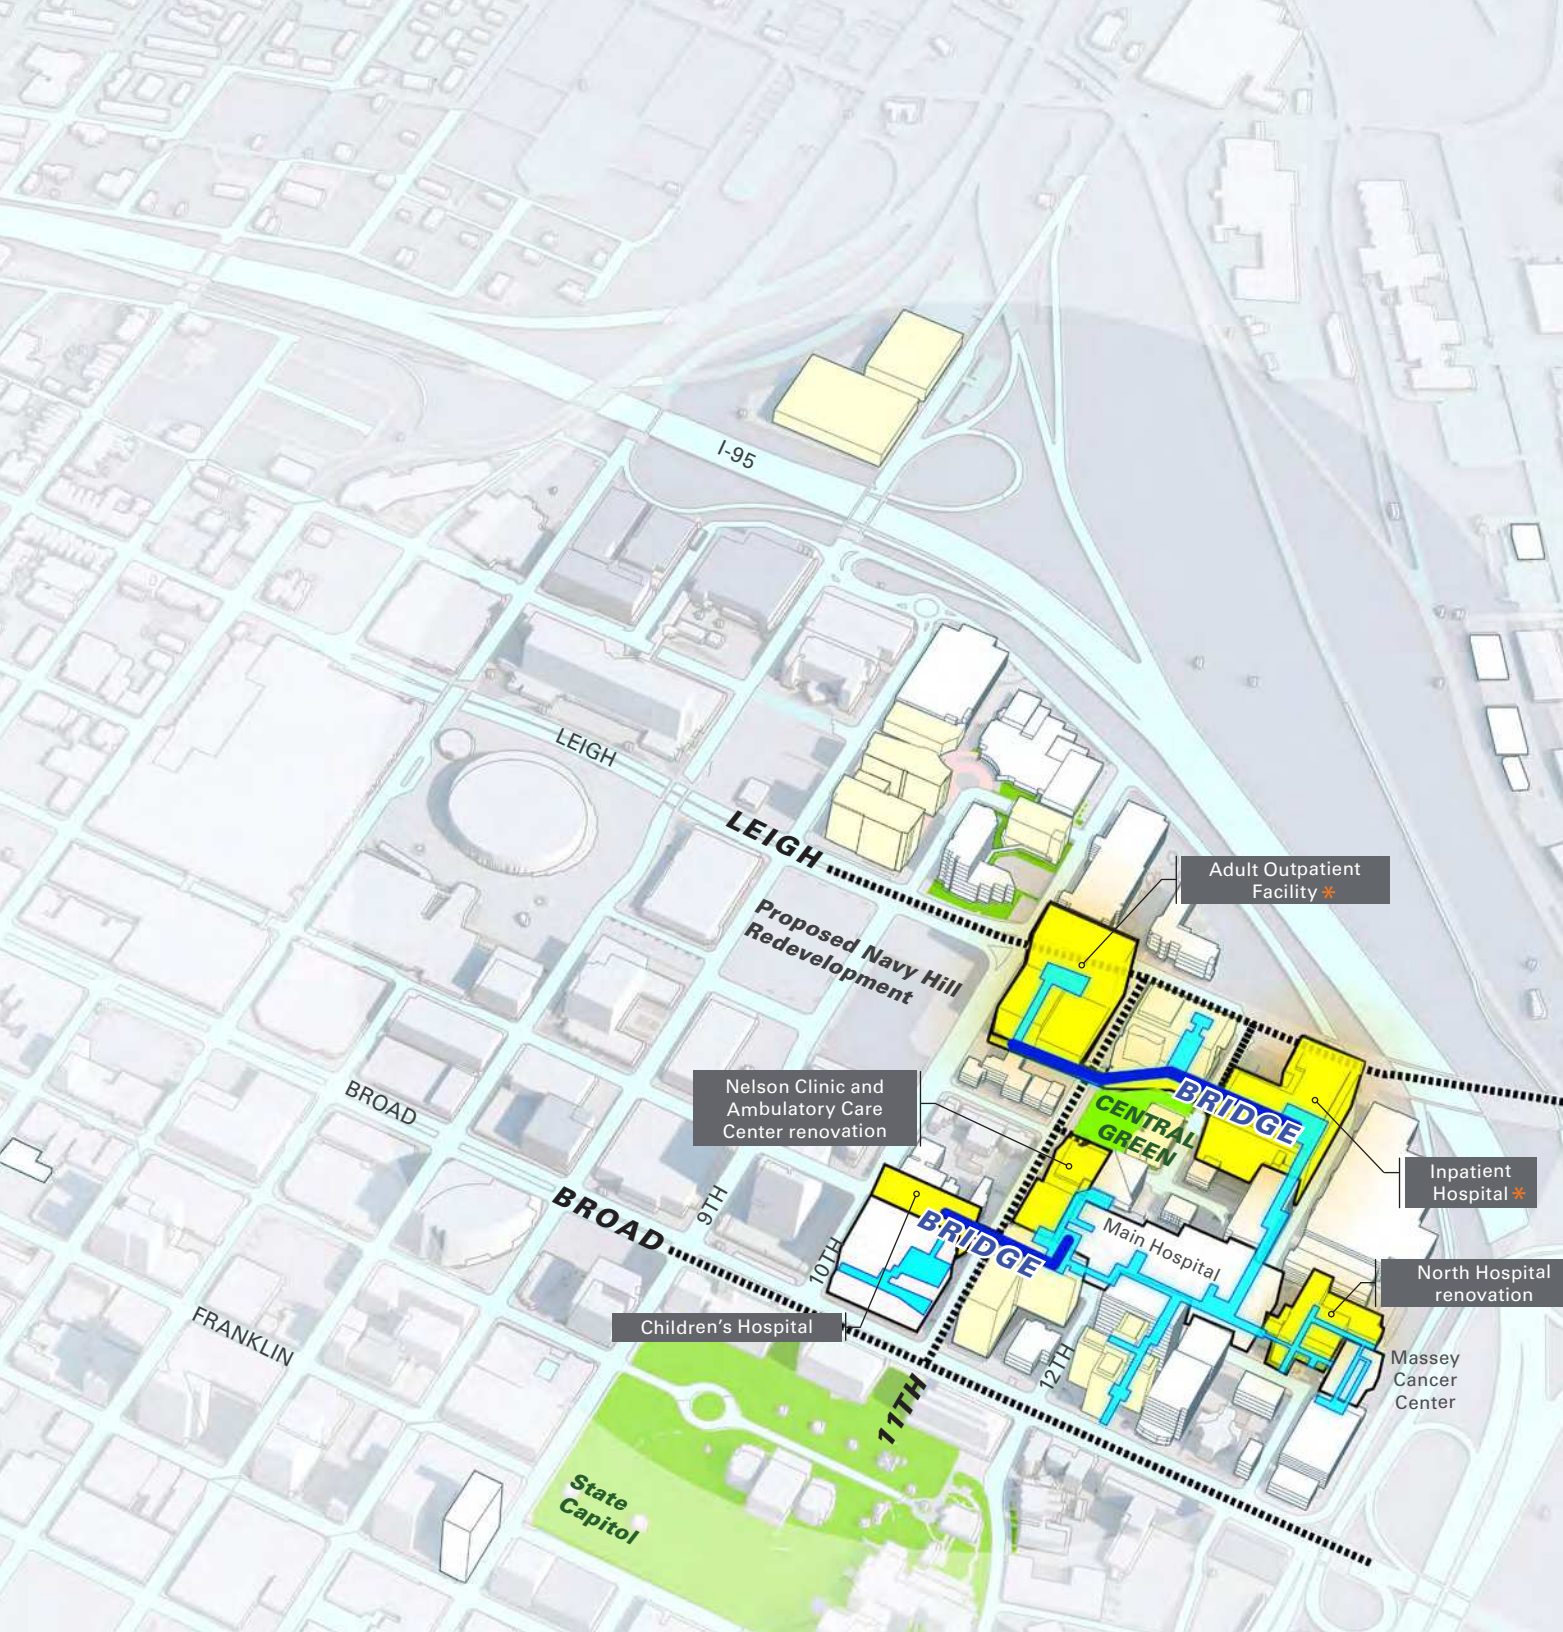 I-95
LEIGH
LEIGH
Adult Outpatient
Facility *
Proposed Navy Hill
Redevelopment
Nelson Clinic and
Ambulatory Care
Center renovation
BRIDGE
CENTRAL
GREEN
BROAD
Inpatient
Hospital *
BROAD
9TH
10TH
BRIDGE
Main Hospital
North Hospital
renovation
FRANKLIN
Children's Hospital
12TH
Massey
Cancer
Center
11TH
State
Capitol